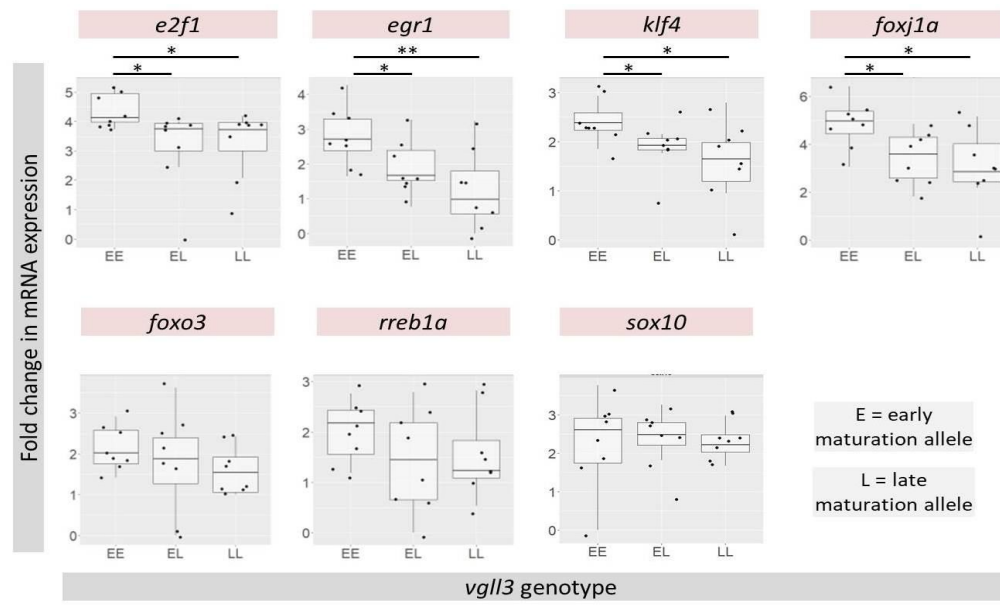 e2f1
egr1
klf4
foxj1a
*
**
*
*
*
*
*
*
5
4
3
2
1
0
EE EL LL
4
3
2
1
0
EE EL LL
3
2
1
0
EE EL LL
6
4
2
0
EE EL LL
Fold change in mRNA expression
foxo3
rreb1a
sox10
3
2
1
0
EE EL LL
3
2
1
0
EE EL LL
3
2
1
0
EE EL LL
E = early
maturation allele
L = late
maturation allele
vgll3 genotype